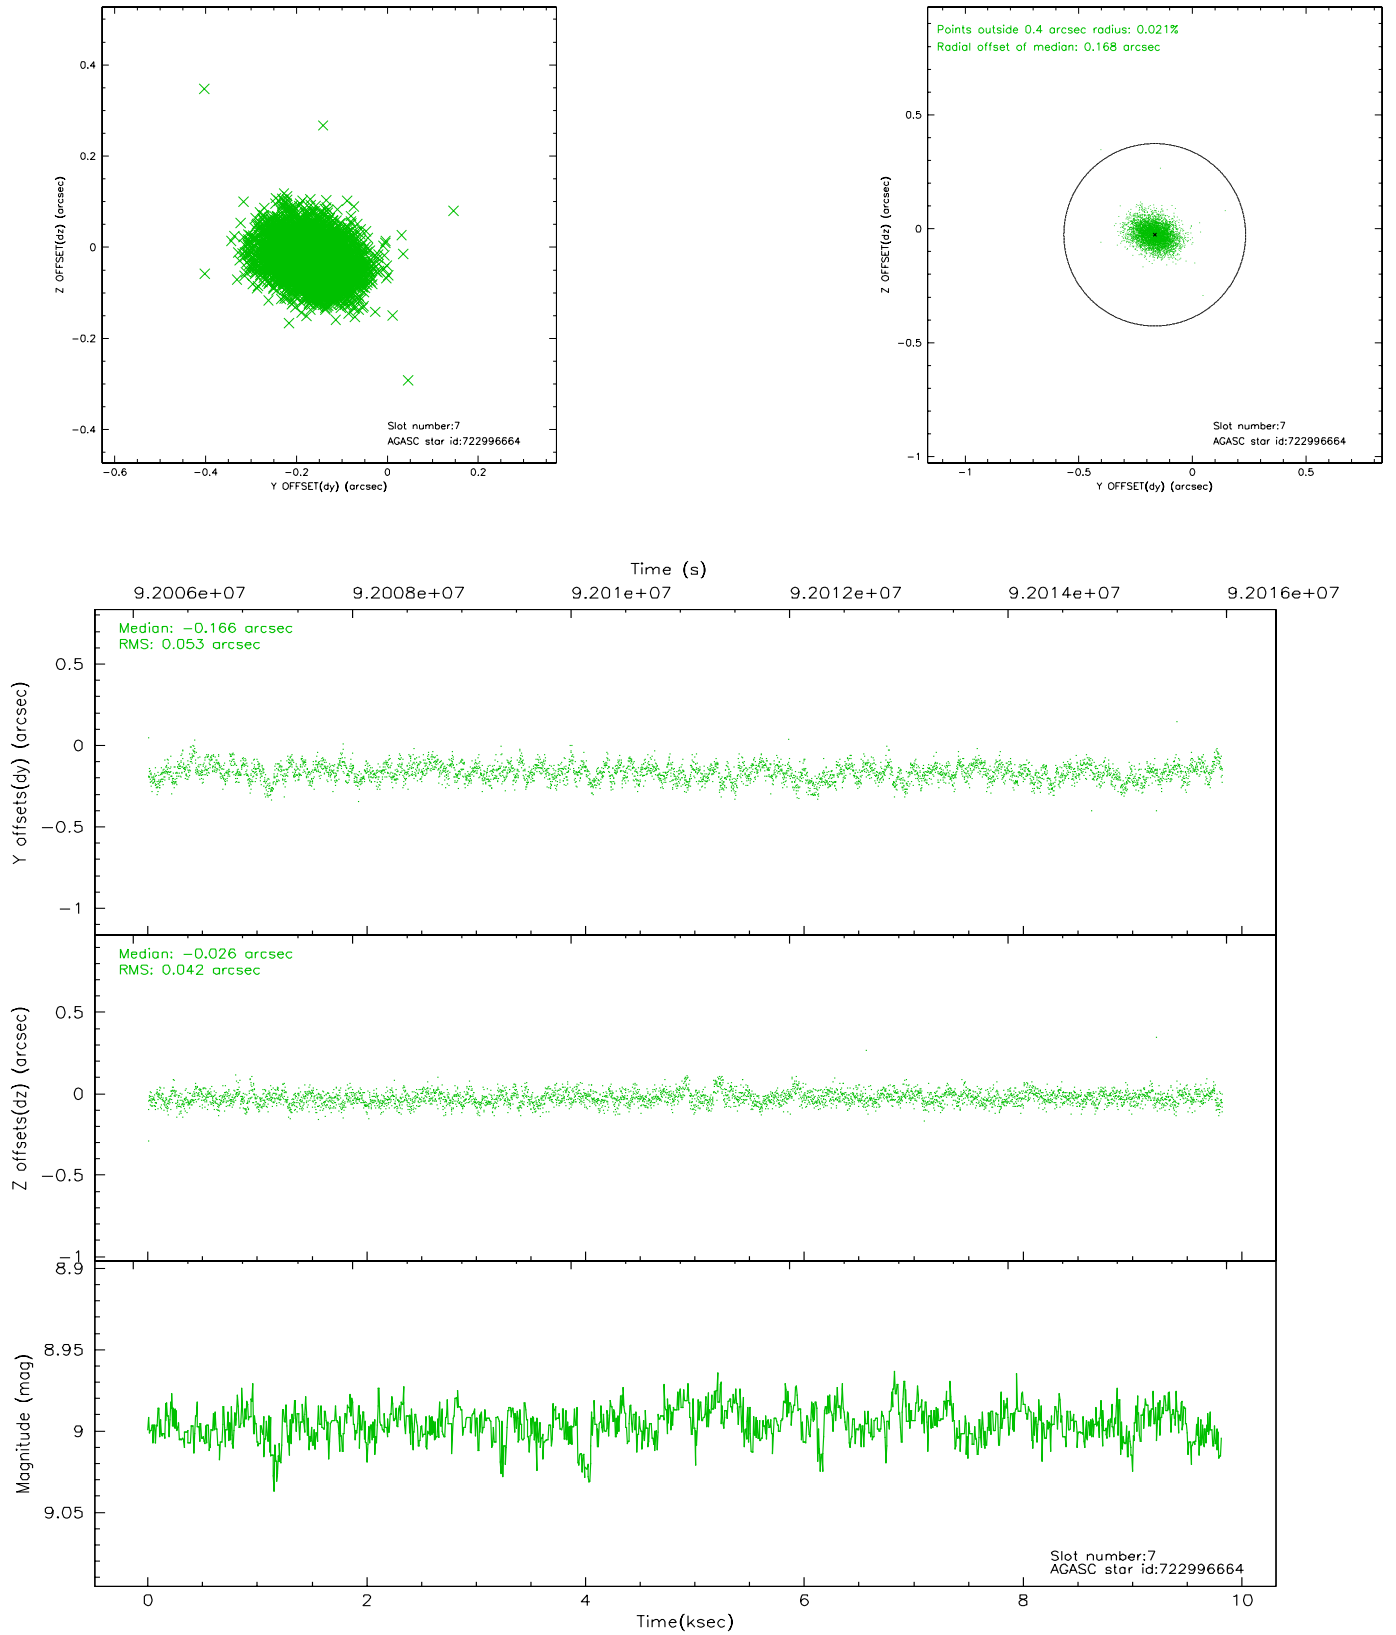 0.4
0.2
0
−0.2
−0.4
Z OFFSET(dz) (arcsec)
Slot number:7
AGASC star id:722996664
−0.6 −0.4 −0.2 0 0.2
Y OFFSET(dy) (arcsec)
Points outside 0.4 arcsec radius: 0.021%
Radial offset of median: 0.168 arcsec
0.5
0
−0.5
−1
Z OFFSET(dz) (arcsec)
Slot number:7
AGASC star id:722996664
−1 −0.5 0 0.5
Y OFFSET(dy) (arcsec)
Time (s)
9.2006e+07 9.2008e+07 9.201e+07 9.2012e+07 9.2014e+07 9.2016e+07
Median: −0.166 arcsec
RMS: 0.053 arcsec
0.5
0
−0.5
−1
Y offsets(dy) (arcsec)
Median: −0.026 arcsec
RMS: 0.042 arcsec
0.5
0
−0.5
−1
Z offsets(dz) (arcsec)
8.9
8.95
9
9.05
Magnitude (mag)
Slot number:7
AGASC star id:722996664
0 2 4 6 8 10
Time(ksec)